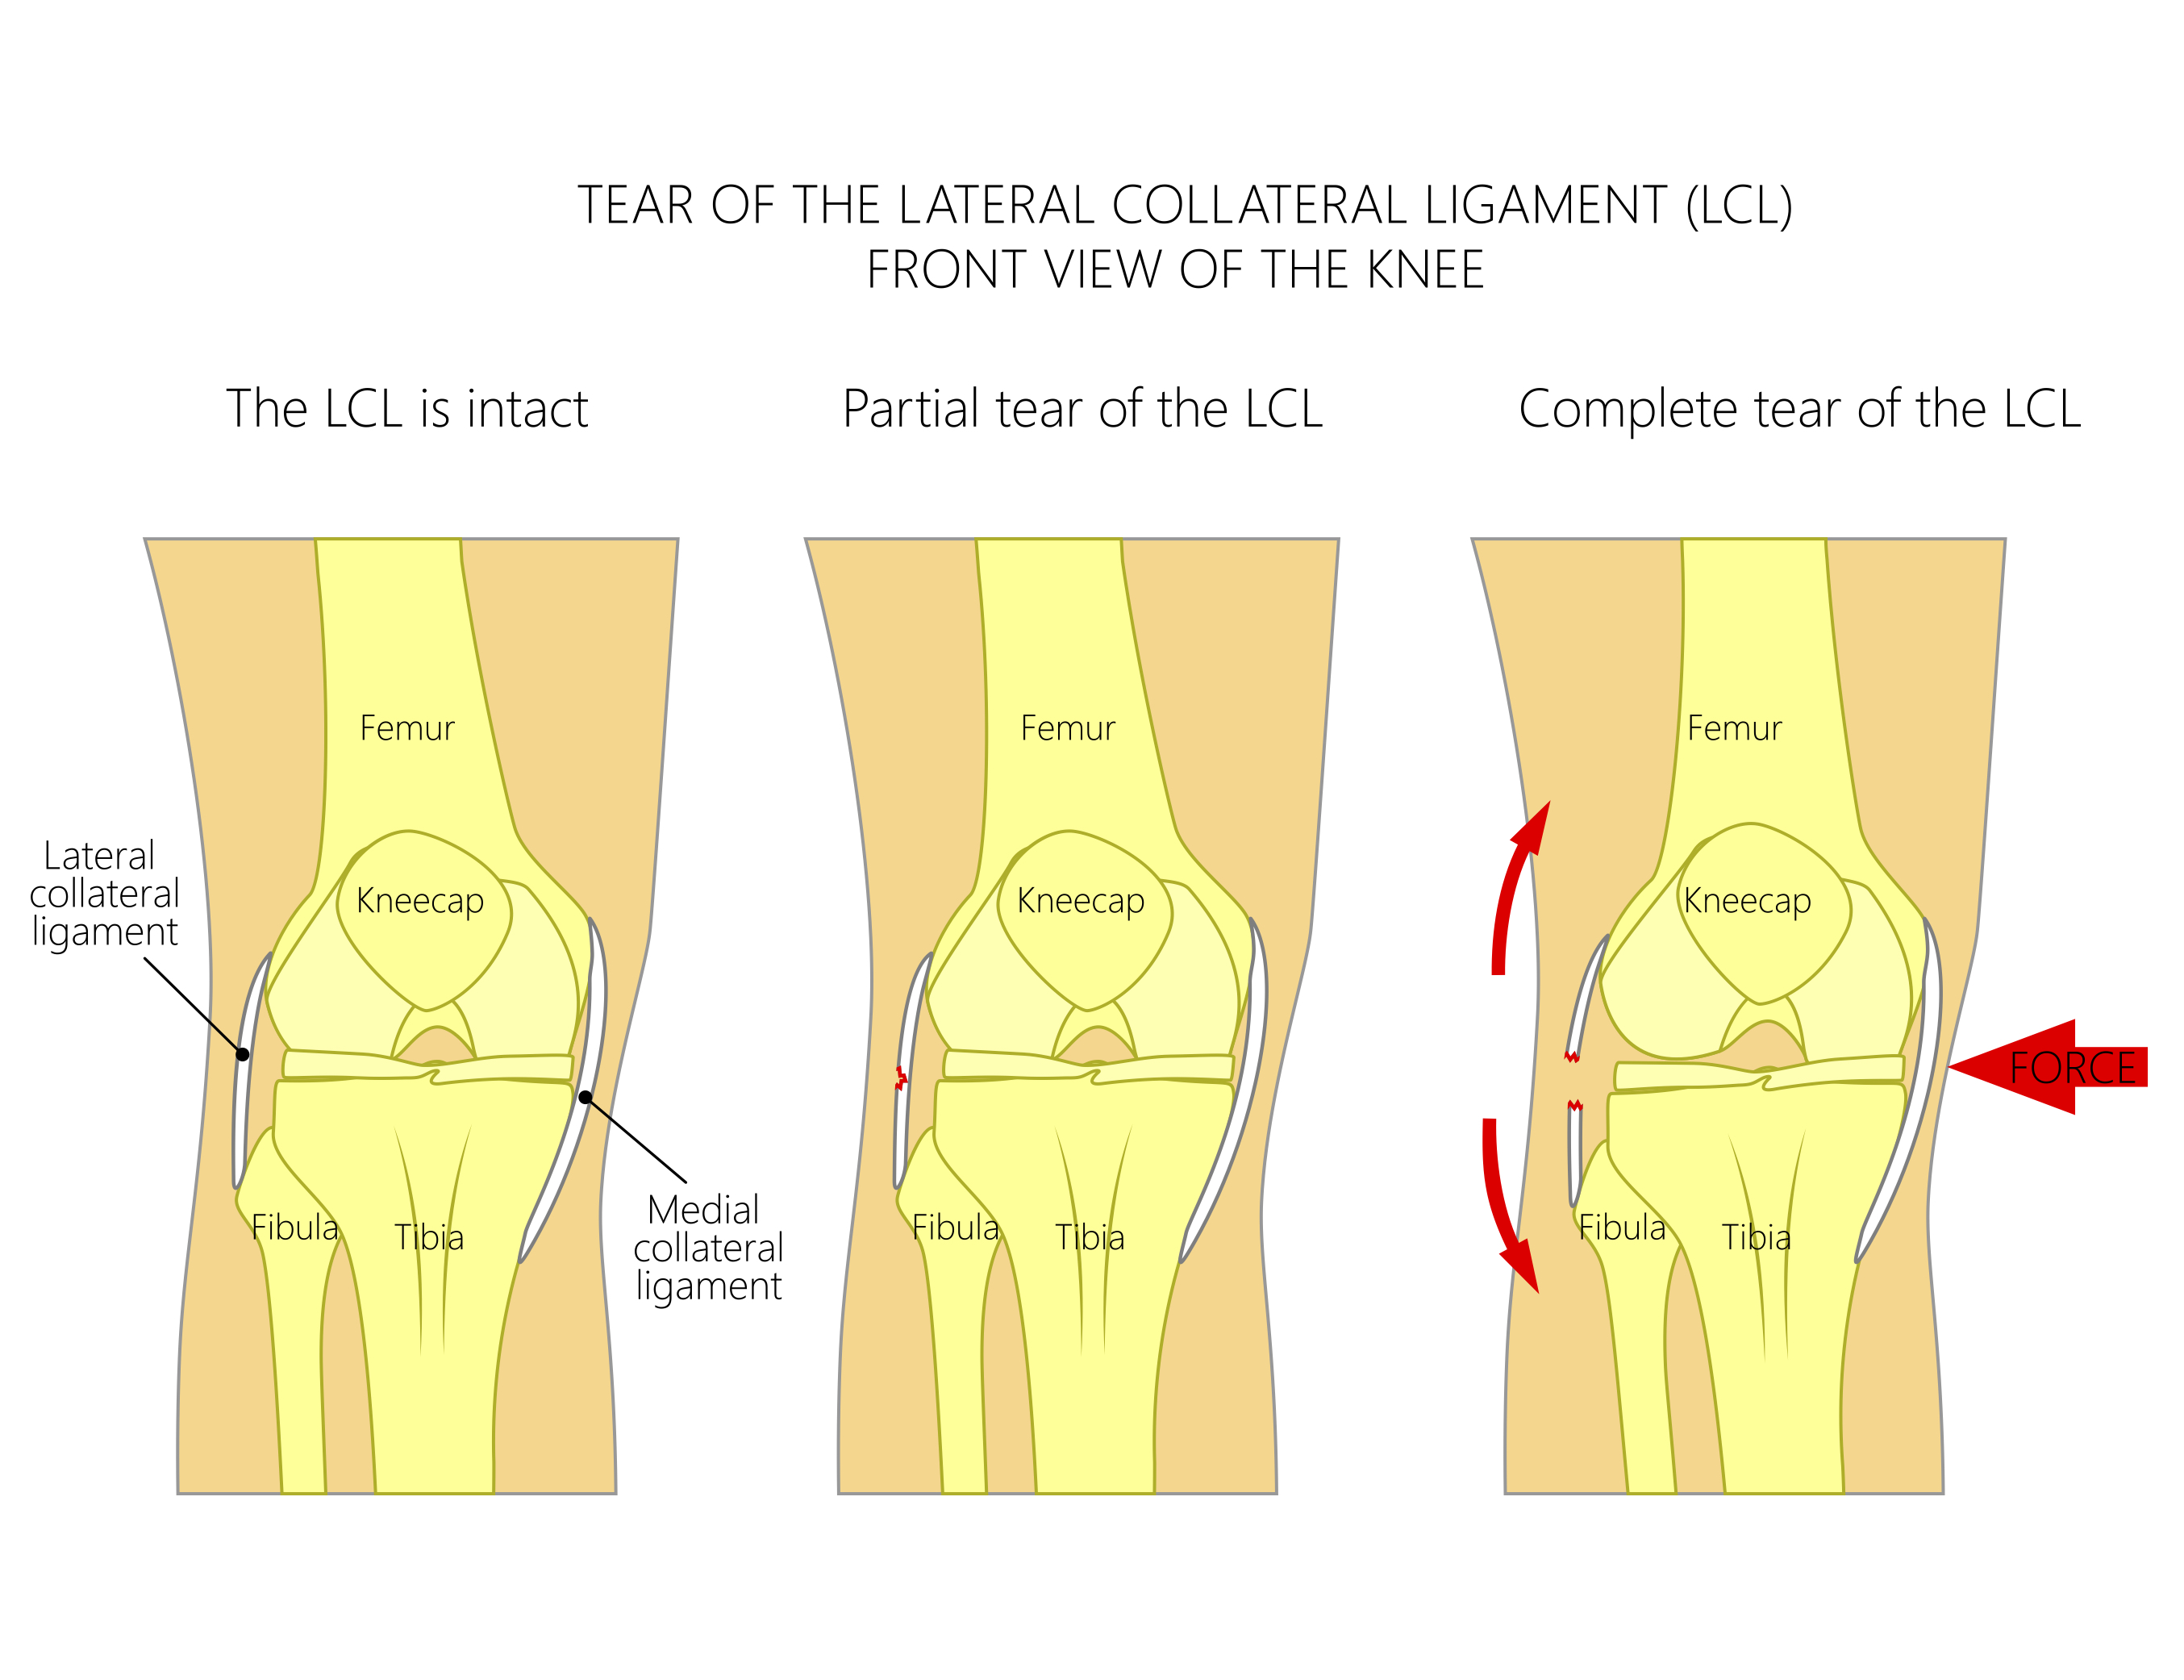 TEAR OF THE LATERAL COLLATERAL LIGAMENT (LCL)
FRONT VIEW OF THE KNEE
The LCL is intact
Partial tear of the LCL
Complete tear of the LCL
Femur
Kneecap
Lateral
collateral
ligament
Fibula
Tibia
Medial
collateral
ligament
Femur
Kneecap
Fibula
Tibia
Femur
Kneecap
FORCE
Fibula
Tibia